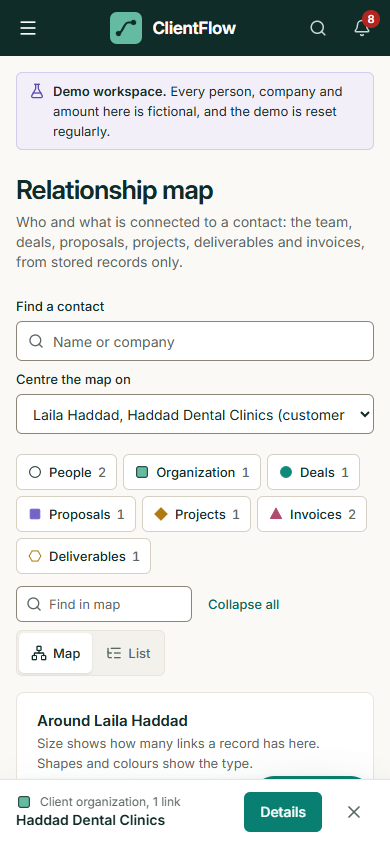 ClientFlow
8
Demo workspace. Every person, company and
amount here is fictional, and the demo is reset
regularly.
Relationship map
Who and what is connected to a contact: the team,
deals, proposals, projects, deliverables and invoices,
from stored records only.
Find a contact
Name or company
Centre the map on
Laila Haddad, Haddad Dental Clinics (customer
People 2
Organization 1
Deals 1
Proposals 1
Projects 1
Invoices 2
Deliverables 1
Find in map
Collapse all
Map
List
Around Laila Haddad
Size shows how many links a record has here.
Shapes and colours show the type.
Client organization, 1 link
Haddad Dental Clinics
Details